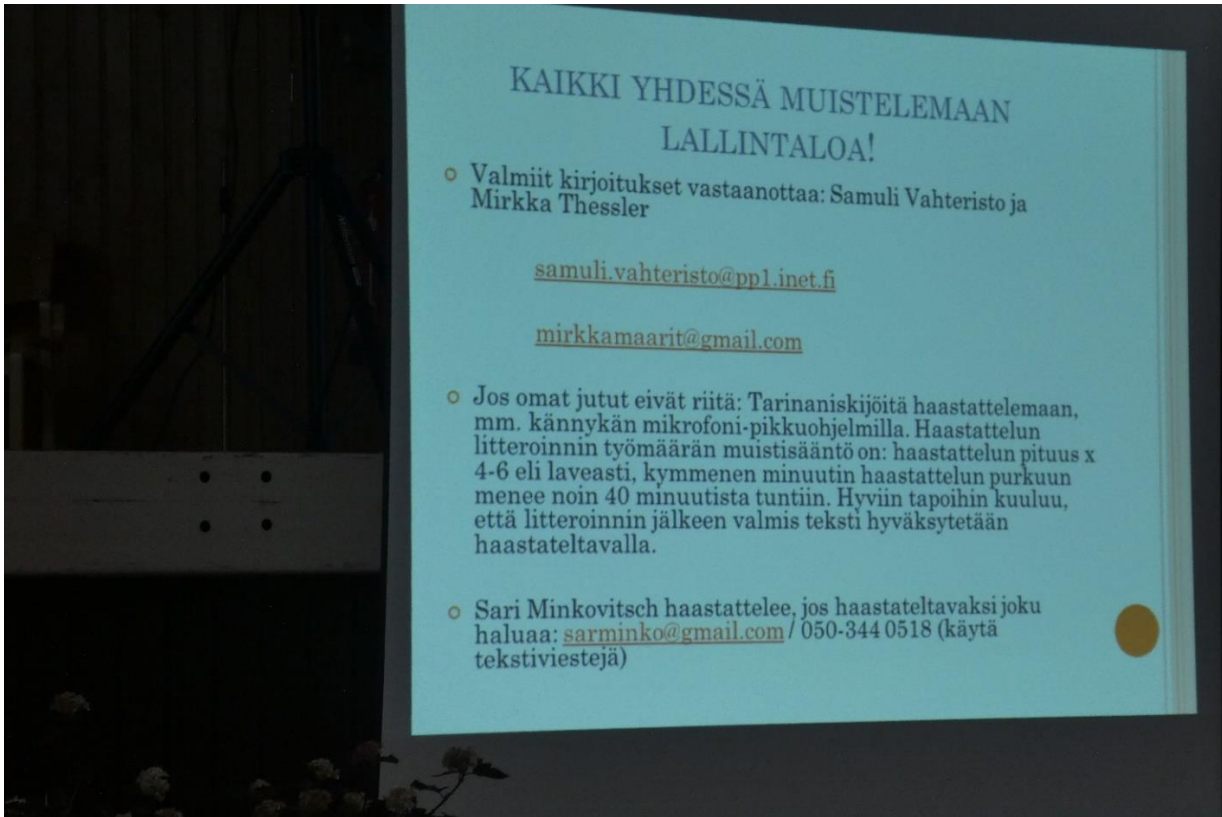 KAIKKI YHDESSÄ MUISTELEMAAN
LALLINTALOA!
Valmiit kirjoitukset vastaanottaa: Samuli Vahteristo ja
Mirkka Thessler
samuli.vahteristo@pp1.inet.fi
mirkkamaarit@gmail.com
Jos omat jutut eivät riitä: Tarinaniskijöitä haastattelemaan,
mm. kännykän mikrofoni-pikkuohjelmilla. Haastattelun
litteroinnin työmäärän muistisääntö on: haastattelun pituus x
4-6 eli laveasti, kymmenen minuutin haastattelun purkuun
menee noin 40 minuutista tuntiin. Hyviin tapoihin kuuluu,
että litteroinnin jälkeen valmis teksti hyväksytetään
haastateltavalla.
Sari Minkovitsch haastattelee, jos haastateltavaksi joku
haluaa: sarminko@gmail.com / 050-344 0518 (käytä
tekstiviestejä)